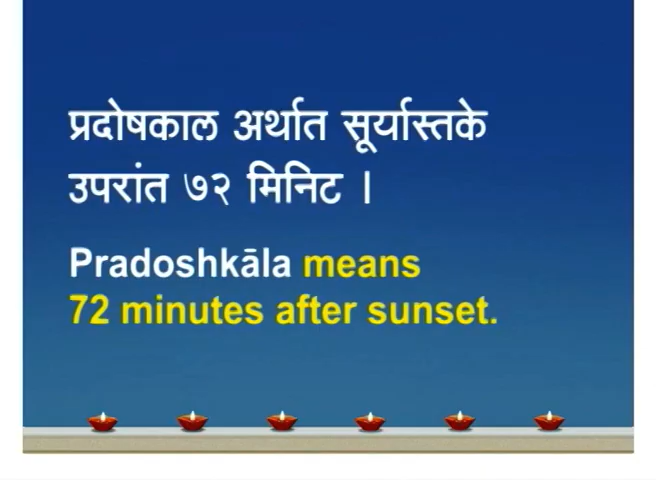 प्रदोषकाल अर्थात सूर्यास्तके
उपरांत ७२ मिनिट ।
Pradoshkāla means
72 minutes after sunset.